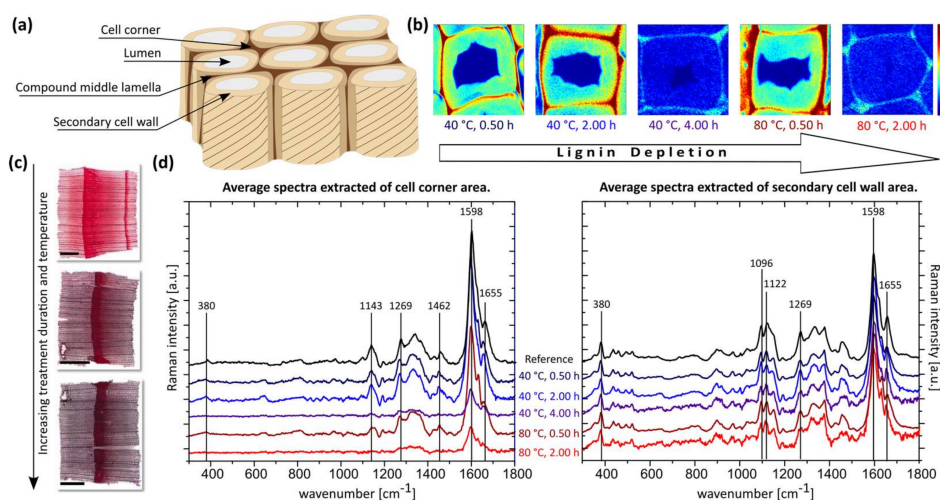 (a)
Cell corner
Lumen
Compound middle lamella
Secondary cell wall
(b)
40 °C, 0.50 h
40 °C, 2.00 h
40 °C, 4.00 h
80 °C, 0.50 h
80 °C, 2.00 h
Lignin Depletion
(c)
Increasing treatment duration and temperature
(d)
Average spectra extracted of cell corner area.
1598
1655
380
1143
1269
1462
Raman intensity [a.u.]
400 600 800 1000 1200 1400 1600 1800
wavenumber [cm⁻¹]
Reference
40 °C, 0.50 h
40 °C, 2.00 h
40 °C, 4.00 h
80 °C, 0.50 h
80 °C, 2.00 h
Average spectra extracted of secondary cell wall area.
1598
1655
1096
1122
380
1269
Raman intensity [a.u.]
400 600 800 1000 1200 1400 1600 1800
wavenumber [cm⁻¹]